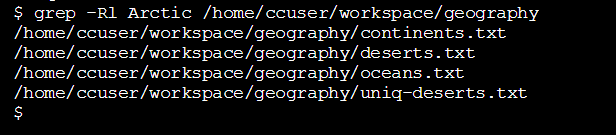 $ grep -Rl Arctic /home/ccuser/workspace/geography
/home/ccuser/workspace/geography/continents.txt
/home/ccuser/workspace/geography/deserts.txt
/home/ccuser/workspace/geography/oceans.txt
/home/ccuser/workspace/geography/uniq-deserts.txt
$